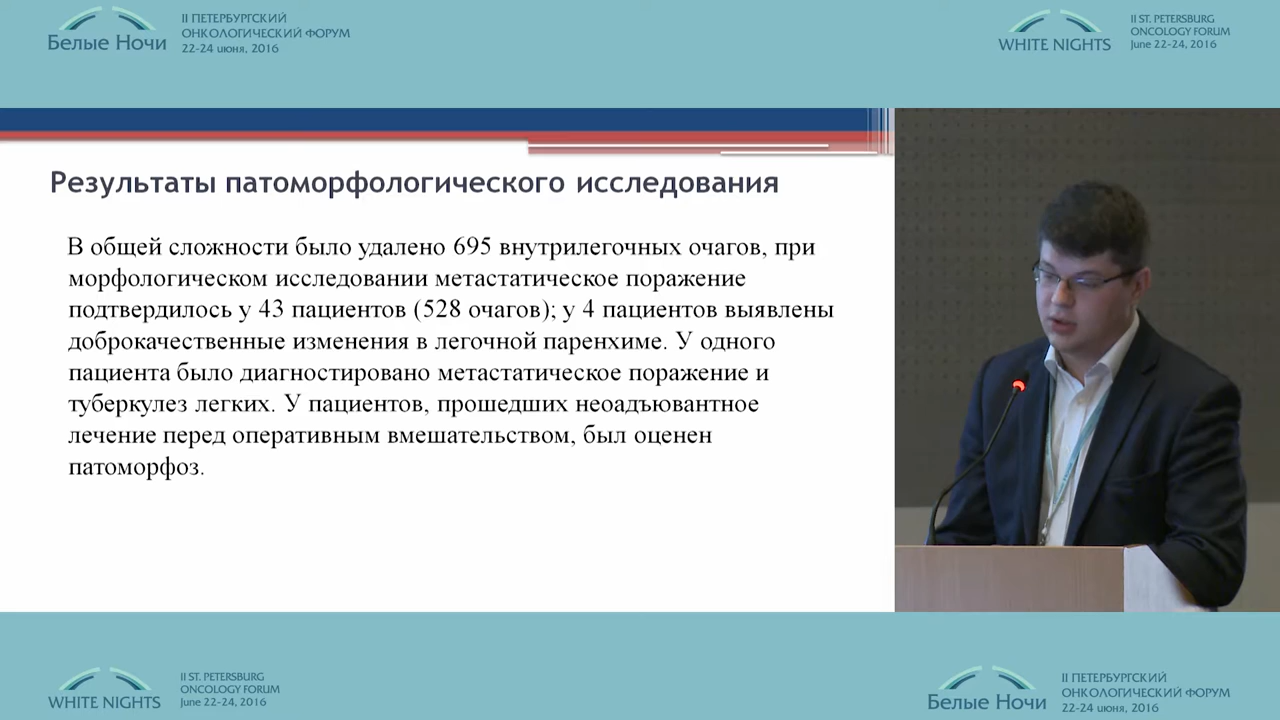 Белые Ночи
II ПЕТЕРБУРГСКИЙ
ОНКОЛОГИЧЕСКИЙ ФОРУМ
22-24 июня, 2016
WHITE NIGHTS
II ST. PETERSBURG
ONCOLOGY FORUM
June 22-24, 2016
Результаты патоморфологического исследования
В общей сложности было удалено 695 внутрилегочных очагов, при
морфологическом исследовании метастатическое поражение
подтвердилось у 43 пациентов (528 очагов); у 4 пациентов выявлены
доброкачественные изменения в легочной паренхиме. У одного
пациента было диагностировано метастатическое поражение и
туберкулез легких. У пациентов, прошедших неоадъювантное
лечение перед оперативным вмешательством, был оценен
патоморфоз.
WHITE NIGHTS
II ST. PETERSBURG
ONCOLOGY FORUM
June 22-24, 2016
Белые Ночи
II ПЕТЕРБУРГСКИЙ
ОНКОЛОГИЧЕСКИЙ ФОРУМ
22-24 июня, 2016